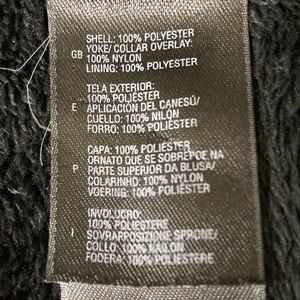 SHELL: 100% POLYESTER
YOKE/ COLLAR OVERLAY:
GB 100% NYLON
LINING: 100% POLYESTER
TELA EXTERIOR:
100% POLIÉSTER
E APLICACIÓN DEL CANESÚ/
CUELLO: 100% NILÓN
FORRO: 100% POLIÉSTER
CAPA: 100% POLIÉSTER
ORNATO QUE SE SOBREPÕE NA
P PARTE SUPERIOR DA BLUSA/
COLARINHO: 100% NYLON
VOERING: 100% POLIÉSTER
INVOLUCRO:
100% POLIESTERE
I SOVRAPPOSIZIONE SPRONE/
COLLO: 100% NAILON
FODERA: 100% POLIESTERE